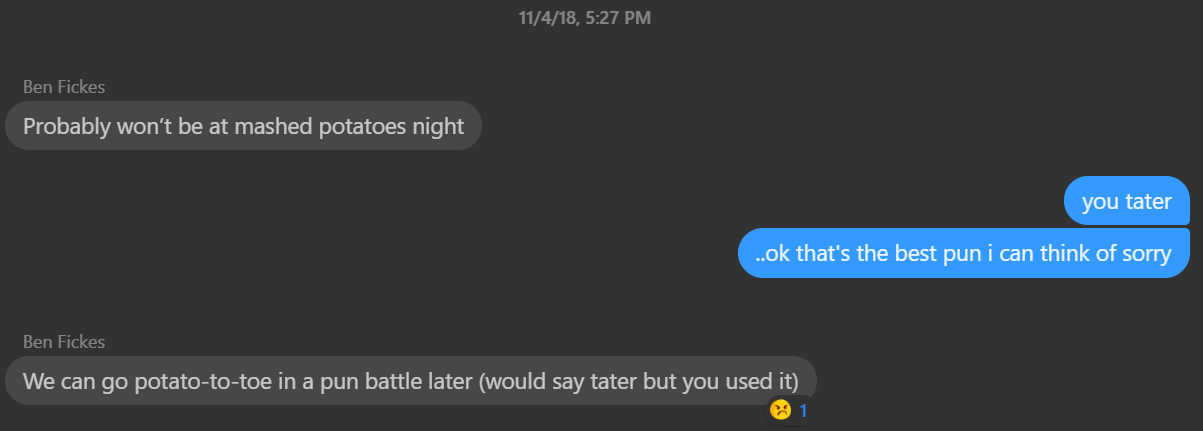 11/4/18, 5:27 PM
Ben Fickes
Probably won’t be at mashed potatoes night
you tater
..ok that's the best pun i can think of sorry
Ben Fickes
We can go potato-to-toe in a pun battle later (would say tater but you used it)
😠 1